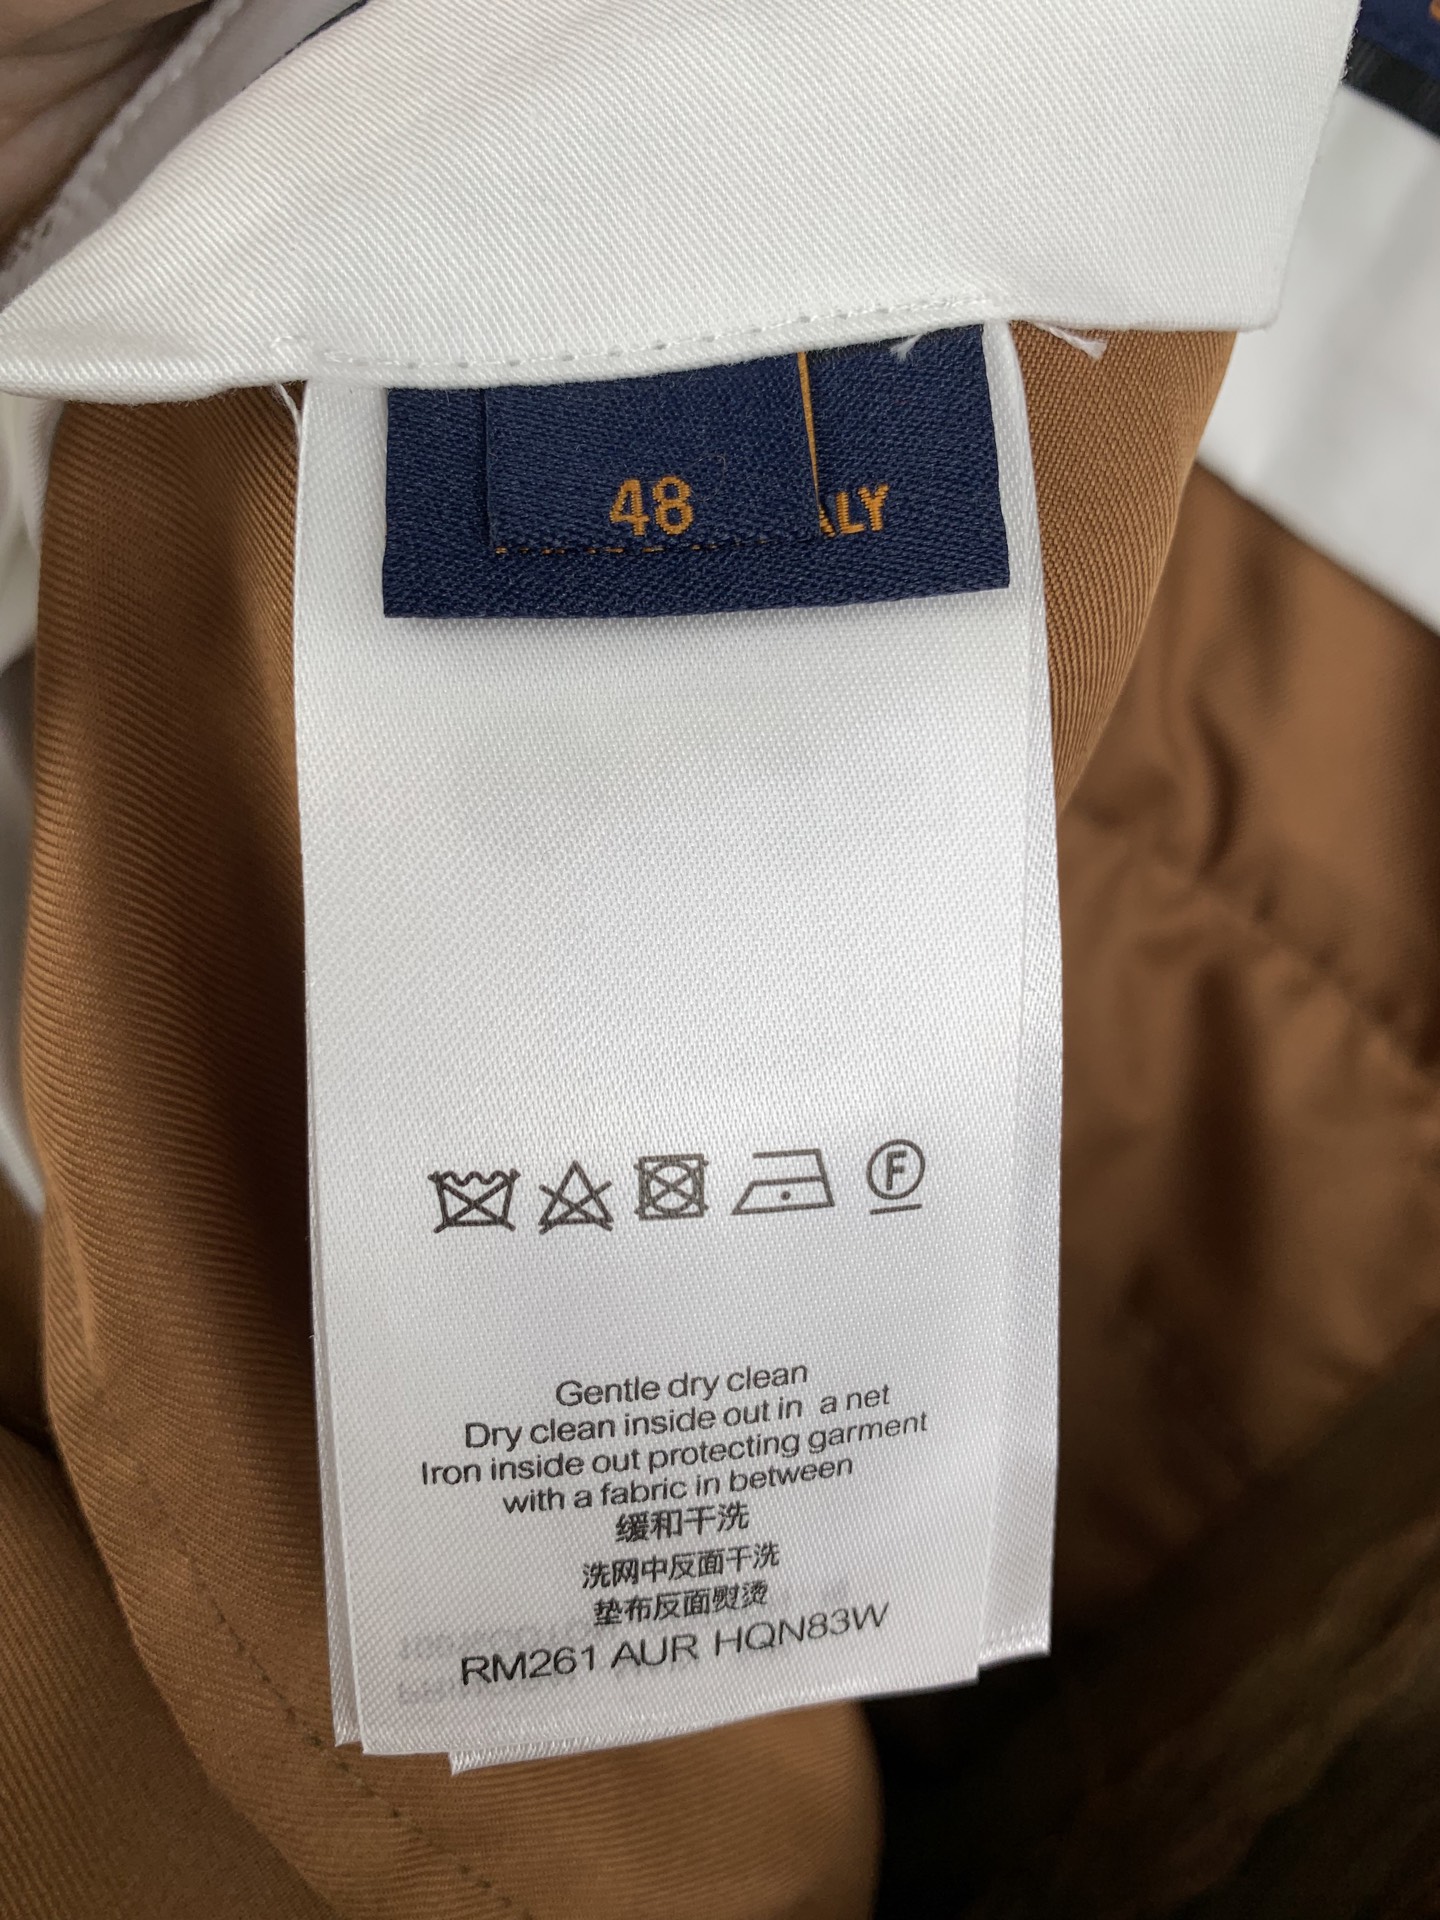 48
Gentle dry clean
Dry clean inside out in a net
Iron inside out protecting garment
with a fabric in between
缓和干洗
洗网中反面干洗
垫布反面熨烫
RM261 AUR HQN83W
F